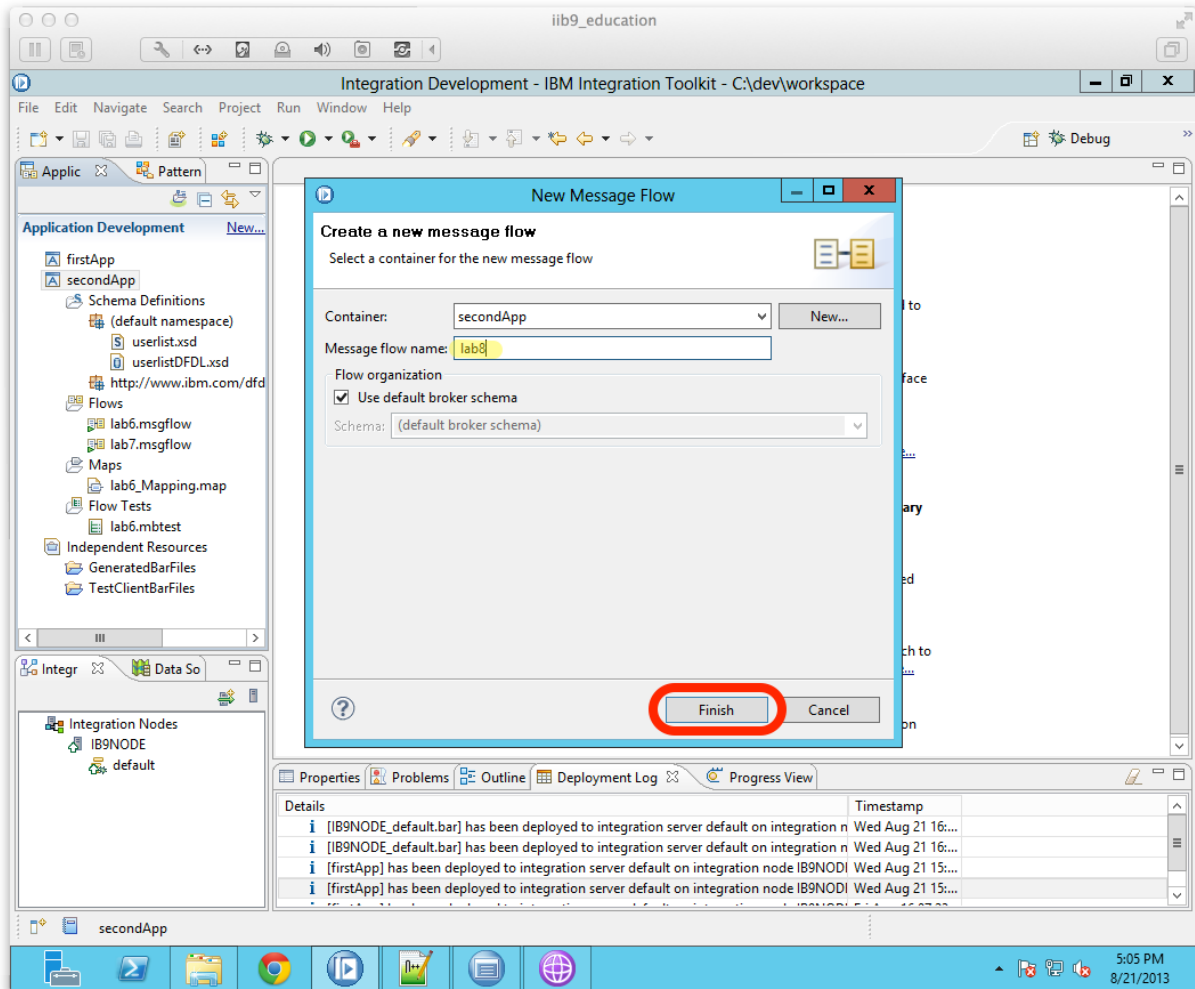 iib9_education
Integration Development - IBM Integration Toolkit - C:\dev\workspace
File Edit Navigate Search Project Run Window Help
Debug
Applic
Pattern
Application Development New...
firstApp
secondApp
Schema Definitions
(default namespace)
userlist.xsd
userlistDFDL.xsd
http://www.ibm.com/dfd
Flows
lab6.msgflow
lab7.msgflow
Maps
lab6_Mapping.map
Flow Tests
lab6.mbtest
Independent Resources
GeneratedBarFiles
TestClientBarFiles
New Message Flow
Create a new message flow
Select a container for the new message flow
Container: secondApp New...
Message flow name: lab8
Flow organization
Use default broker schema
Schema: (default broker schema)
Finish Cancel
to
face
e...
ary
ed
ch to
on
Integr Data So
Integration Nodes
IB9NODE
default
Properties Problems Outline Deployment Log Progress View
Details Timestamp
[IB9NODE_default.bar] has been deployed to integration server default on integration n Wed Aug 21 16:...
[IB9NODE_default.bar] has been deployed to integration server default on integration n Wed Aug 21 16:...
[firstApp] has been deployed to integration server default on integration node IB9NODI Wed Aug 21 15:...
[firstApp] has been deployed to integration server default on integration node IB9NODI Wed Aug 21 15:...
secondApp
5:05 PM
8/21/2013